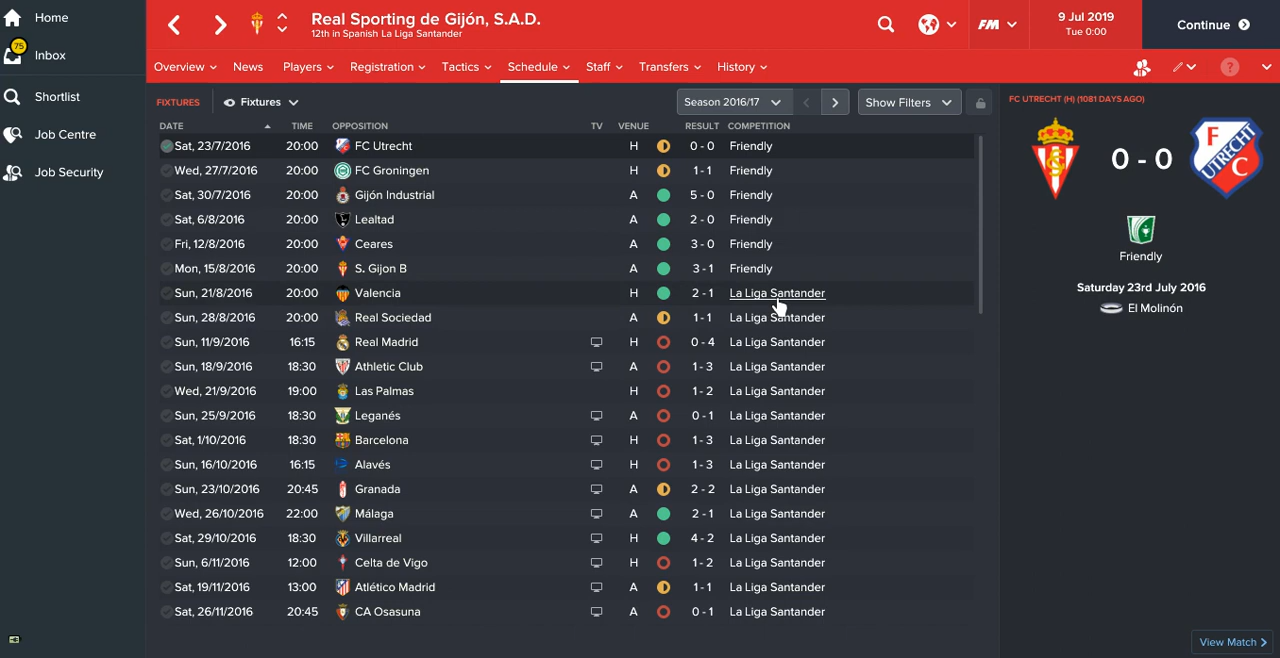 Home
75
Inbox
Shortlist
Job Centre
Job Security
Real Sporting de Gijón, S.A.D.
12th in Spanish La Liga Santander
FM
9 Jul 2019
Tue 0:00
Continue
Overview News Players Registration Tactics Schedule Staff Transfers History ?
FIXTURES Fixtures Season 2016/17 Show Filters
DATE TIME OPPOSITION TV VENUE RESULT COMPETITION
Sat, 23/7/2016 20:00 FC Utrecht H 0 - 0 Friendly
Wed, 27/7/2016 20:00 FC Groningen H 1 - 1 Friendly
Sat, 30/7/2016 20:00 Gijón Industrial A 5 - 0 Friendly
Sat, 6/8/2016 20:00 Lealtad A 2 - 0 Friendly
Fri, 12/8/2016 20:00 Ceares A 3 - 0 Friendly
Mon, 15/8/2016 20:00 S. Gijon B A 3 - 1 Friendly
Sun, 21/8/2016 20:00 Valencia H 2 - 1 La Liga Santander
Sun, 28/8/2016 20:00 Real Sociedad A 1 - 1 La Liga Santander
Sun, 11/9/2016 16:15 Real Madrid H 0 - 4 La Liga Santander
Sun, 18/9/2016 18:30 Athletic Club A 1 - 3 La Liga Santander
Wed, 21/9/2016 19:00 Las Palmas H 1 - 2 La Liga Santander
Sun, 25/9/2016 18:30 Leganés A 0 - 1 La Liga Santander
Sat, 1/10/2016 18:30 Barcelona H 1 - 3 La Liga Santander
Sun, 16/10/2016 16:15 Alavés H 1 - 3 La Liga Santander
Sun, 23/10/2016 20:45 Granada A 2 - 2 La Liga Santander
Wed, 26/10/2016 22:00 Málaga A 2 - 1 La Liga Santander
Sat, 29/10/2016 18:30 Villarreal H 4 - 2 La Liga Santander
Sun, 6/11/2016 12:00 Celta de Vigo H 1 - 2 La Liga Santander
Sat, 19/11/2016 13:00 Atlético Madrid A 1 - 1 La Liga Santander
Sat, 26/11/2016 20:45 CA Osasuna A 0 - 1 La Liga Santander
FC UTRECHT (H) (1081 DAYS AGO)
0 - 0
F C UTRECHT
Friendly
Saturday 23rd July 2016
El Molinón
View Match